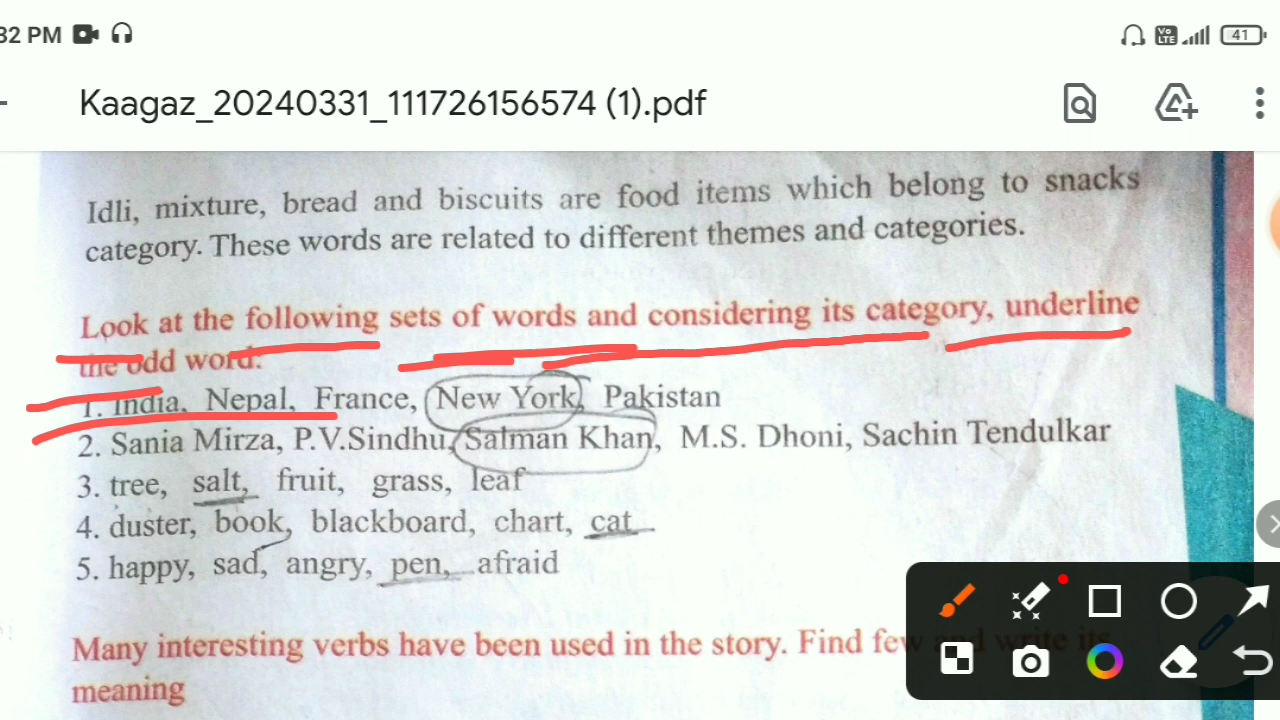 32 PM
Vo LTE 41
Kaagaz_20240331_111726156574 (1).pdf
Idli, mixture, bread and biscuits are food items which belong to snacks
category. These words are related to different themes and categories.
Look at the following sets of words and considering its category, underline
the odd word.
1. India, Nepal, France, New York, Pakistan
2. Sania Mirza, P.V.Sindhu, Salman Khan, M.S. Dhoni, Sachin Tendulkar
3. tree, salt, fruit, grass, leaf
4. duster, book, blackboard, chart, cat
5. happy, sad, angry, pen, afraid
Many interesting verbs have been used in the story. Find few and write its
meaning